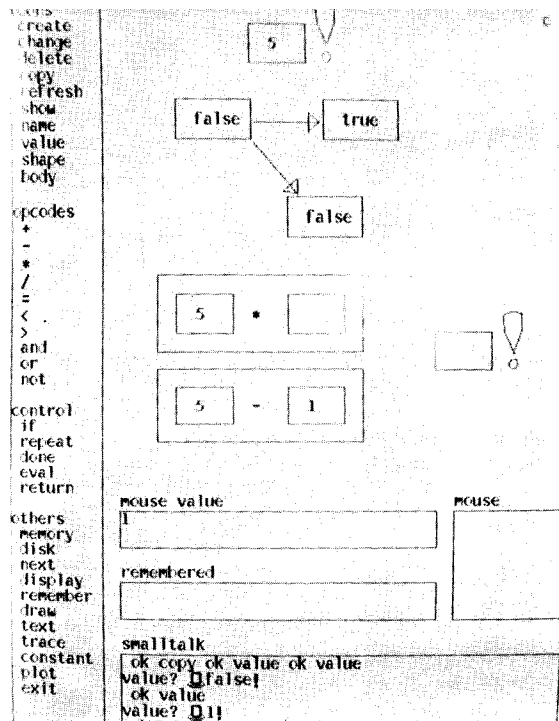 icons
create
change
delete
copy
refresh
show
name
value
shape
body
opcodes
+
-
*
/
=
<
>
and
or
not
control
if
repeat
done
eval
return
others
memory
disk
next
display
remember
draw
text
trace
constant
plot
exit
5
false
true
false
5 *
5 - 1
mouse value
1
mouse
remembered
smalltalk
ok copy ok value ok value
value? false!
ok value
value? 1!